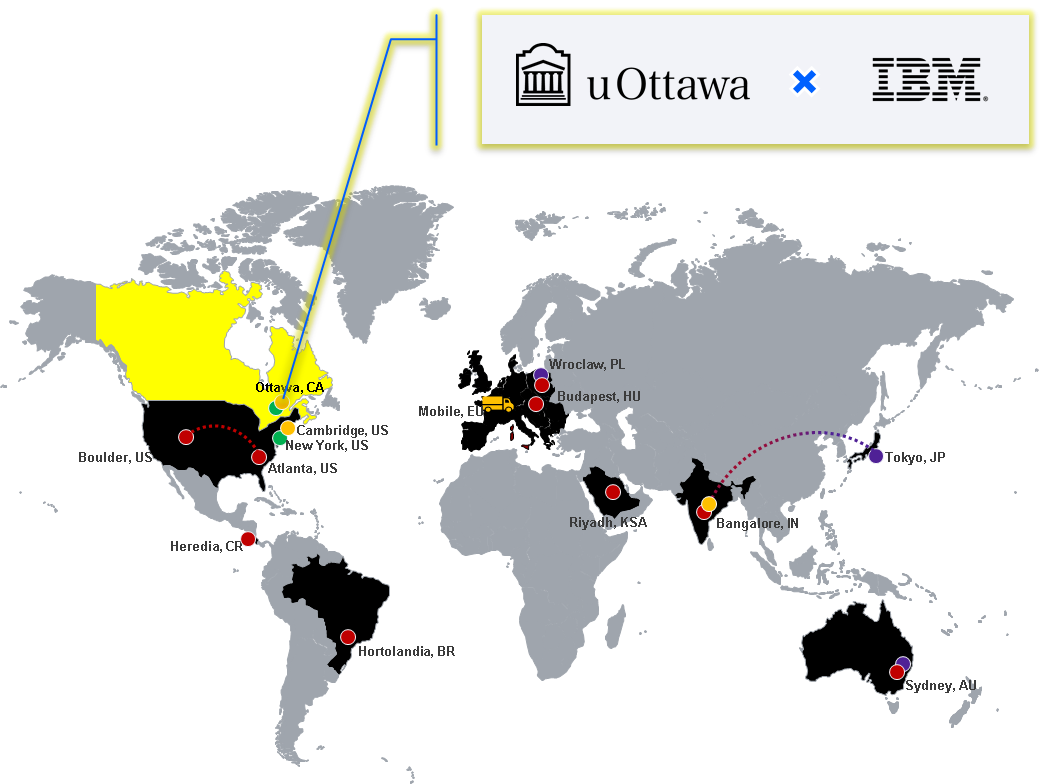 uOttawa
IBM®
Wroclaw, PL
Ottawa, CA
Budapest, HU
Mobile, EU
Cambridge, US
New York, US
Boulder, US
Atlanta, US
Tokyo, JP
Riyadh, KSA
Bangalore, IN
Heredia, CR
Hortolandia, BR
Sydney, AU